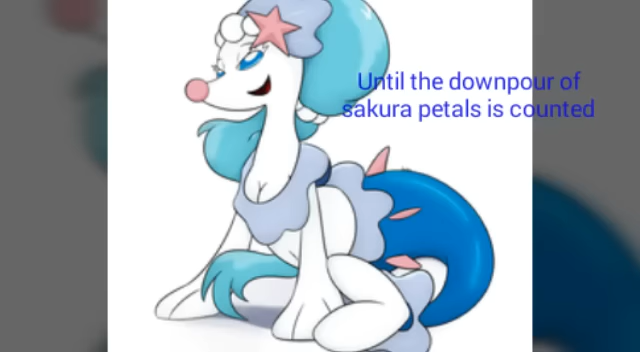 Until the downpour of
sakura petals is counted